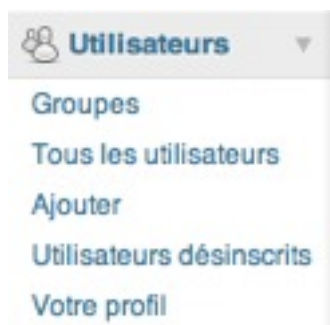 Utilisateurs
Groupes
Tous les utilisateurs
Ajouter
Utilisateurs désinscrits
Votre profil